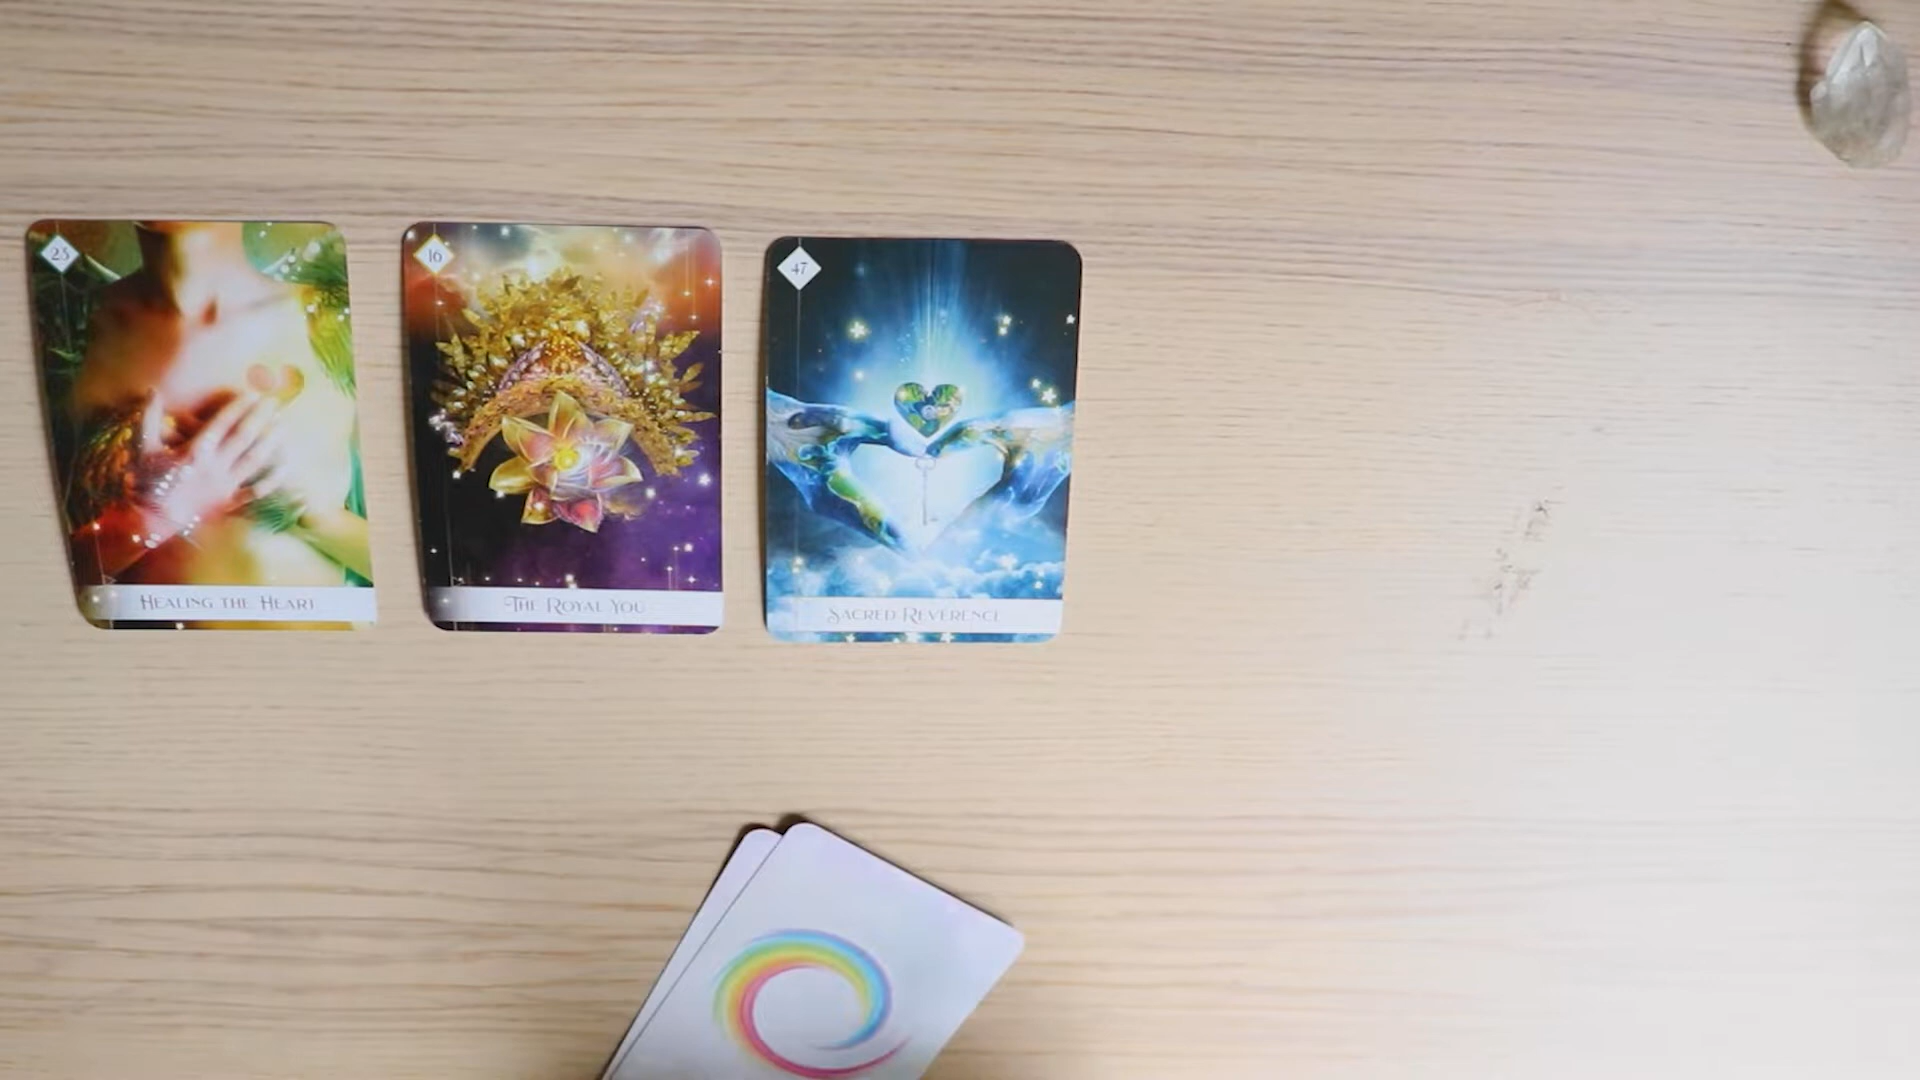 23
HEALING THE HEART
16
THE ROYAL YOU
47
SACRED REVERENCE